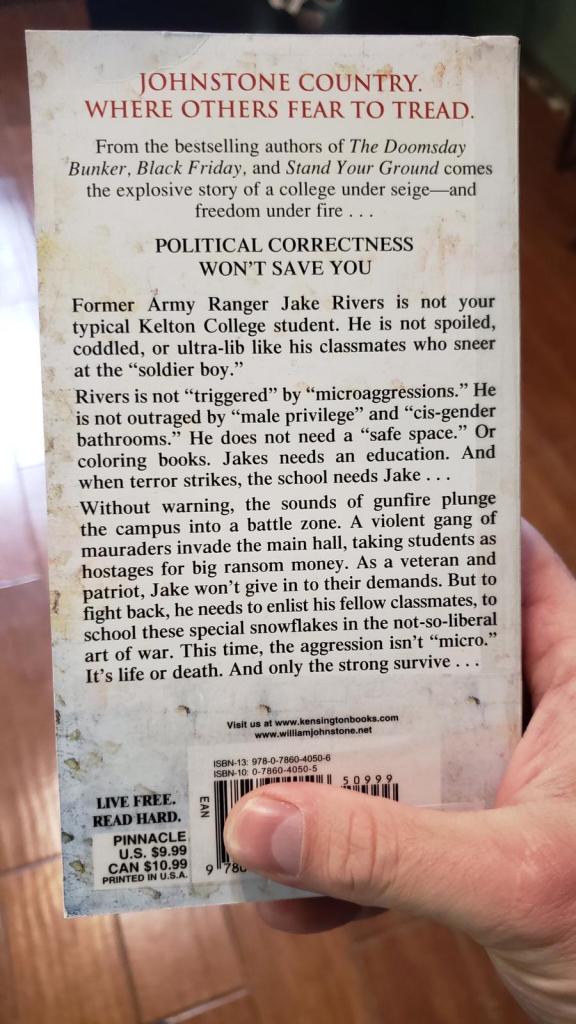 JOHNSTONE COUNTRY.
WHERE OTHERS FEAR TO TREAD.
From the bestselling authors of The Doomsday
Bunker, Black Friday, and Stand Your Ground comes
the explosive story of a college under seige—and
freedom under fire . . .
POLITICAL CORRECTNESS
WON'T SAVE YOU
Former Army Ranger Jake Rivers is not your
typical Kelton College student. He is not spoiled,
coddled, or ultra-lib like his classmates who sneer
at the “soldier boy.”
Rivers is not “triggered” by “microaggressions.” He
is not outraged by “male privilege” and “cis-gender
bathrooms.” He does not need a “safe space.” Or
coloring books. Jakes needs an education. And
when terror strikes, the school needs Jake . . .
Without warning, the sounds of gunfire plunge
the campus into a battle zone. A violent gang of
mauraders invade the main hall, taking students as
hostages for big ransom money. As a veteran and
patriot, Jake won't give in to their demands. But to
fight back, he needs to enlist his fellow classmates, to
school these special snowflakes in the not-so-liberal
art of war. This time, the aggression isn't “micro.”
It's life or death. And only the strong survive . . .
Visit us at www.kensingtonbooks.com
www.williamjohnstone.net
ISBN-13: 978-0-7860-4050-6
ISBN-10: 0-7860-4050-5
50999
EAN
9 780
LIVE FREE.
READ HARD.
PINNACLE
U.S. $9.99
CAN $10.99
PRINTED IN U.S.A.